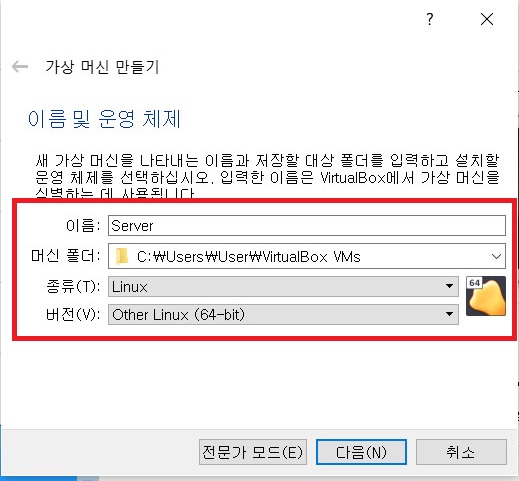 ?
가상 머신 만들기
이름 및 운영 체제
새 가상 머신을 나타내는 이름과 저장할 대상 폴더를 입력하고 설치할
운영 체제를 선택하십시오. 입력한 이름은 VirtualBox에서 가상 머신을
식별하는 데 사용됩니다.
이름: Server
머신 폴더: C:₩Users₩User₩VirtualBox VMs
종류(T): Linux
64
버전(V): Other Linux (64-bit)
전문가 모드(E) 다음(N) 취소